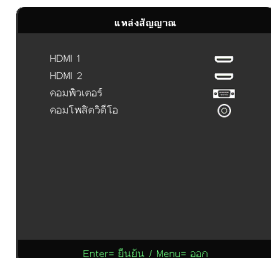 แหล่งสัญญาณ
HDMI 1
HDMI 2
คอมพิวเตอร์
คอมโพสิตวิดีโอ
Enter= ยืนยัน / Menu= ออก